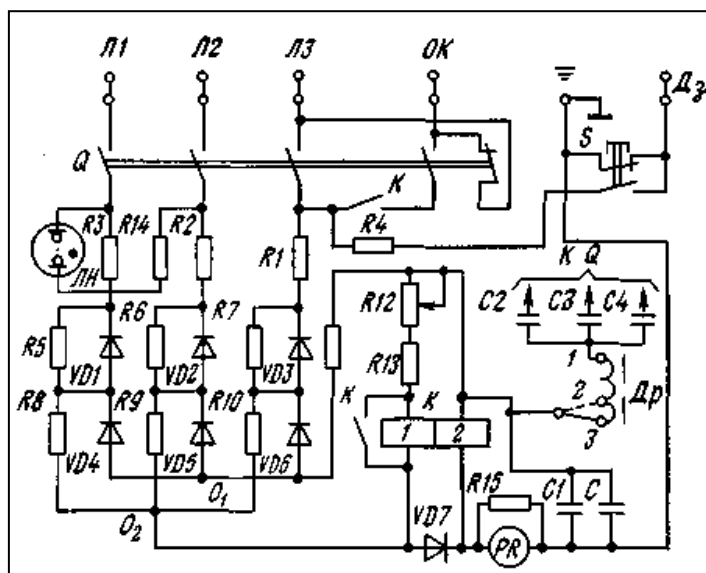 Л1 Л2 Л3 ОК
Дз
S
Q K
R3 R14 R2 R4
ЛН R1 K Q
R6 R7 R12 C2 C3 C4
R5 VD1 VD2 VD3 R13 1
R8 R9 R10 K K 2 Др
1 2 3
VD4 VD5 VD6
O1 R15 C1 C
O2 VD7
PR